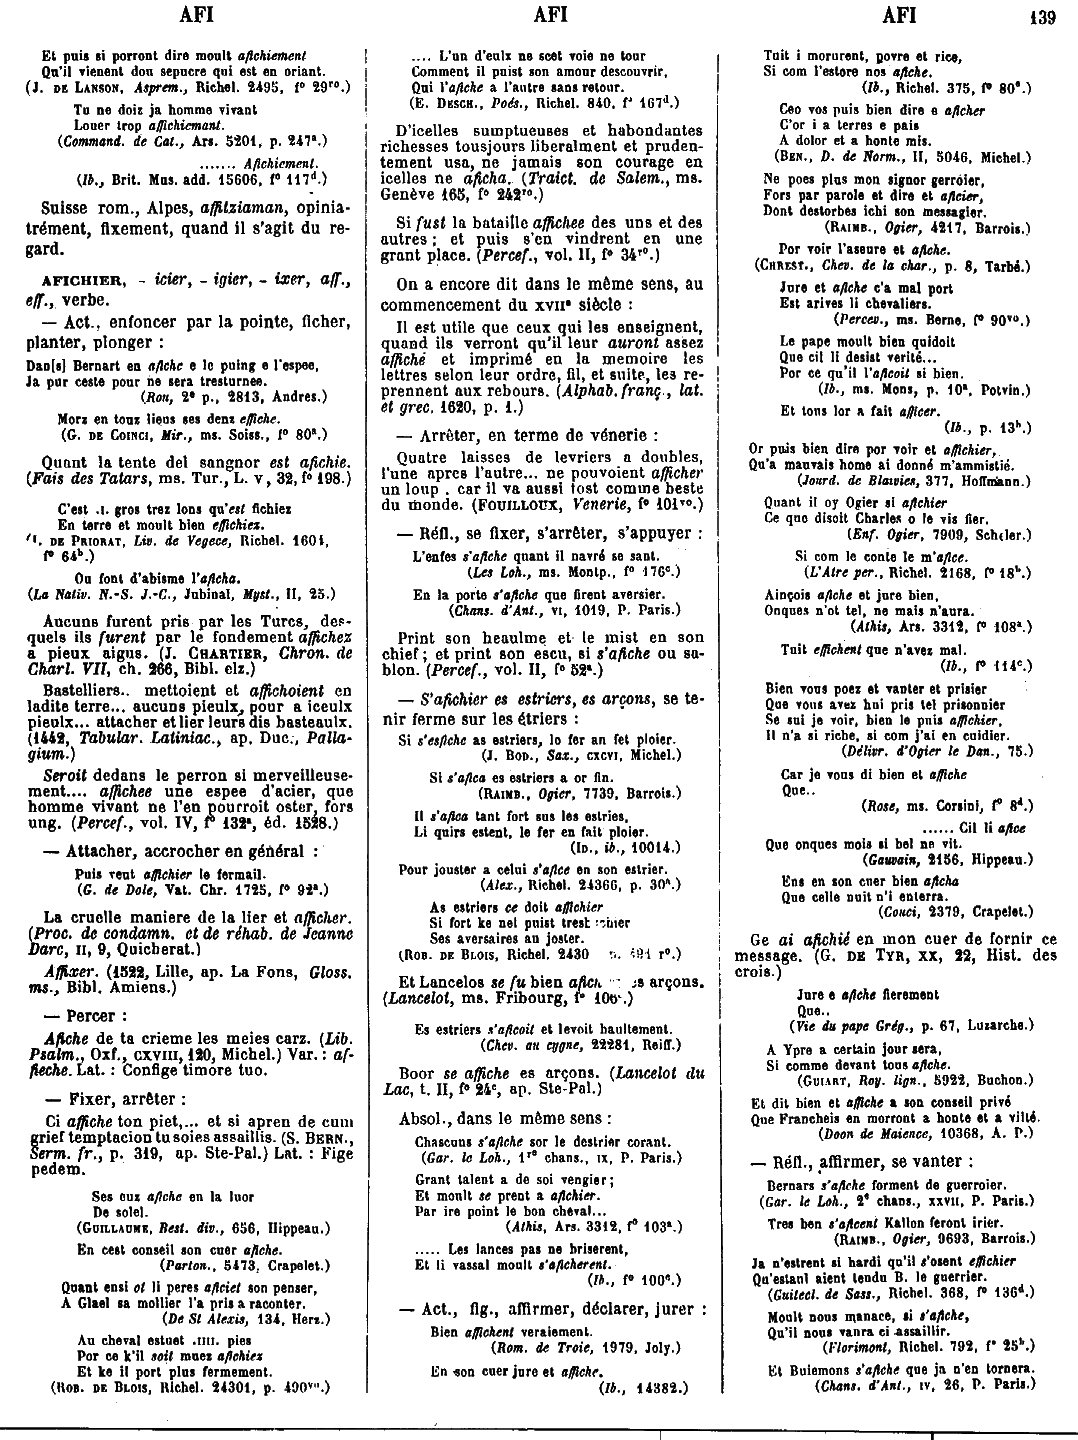 AFI
AFI
AFI
139
Et puis si porront dire moult afichiement
Qu'il vienent dou sepucre qui est en oriant.
(J. DE LANSON, Asprem., Richel. 2495, f° 29ro.)
Tu ne doiz ja homme vivant
Louer trop affichiemant.
(Command. de Cat., Ars. 5201, p. 247a.)
....... Afichiement.
(Ib., Brit. Mus. add. 15606, f° 117d.)
Suisse rom., Alpes, affitziaman, opinia-
trément, fixement, quand il s'agit du re-
gard.
AFICHIER, - icier, - igier, - ixer, aff.,
eff., verbe.
— Act., enfoncer par la pointe, ficher,
planter, plonger :
Dan[s] Bernart en afiche e le puing e l'espee,
Ja pur ceste pour ne sera tresturnee.
(Rou, 2e p., 2813, Andres.)
Morz en touz lieus ses denz effiche.
(G. DE COINCI, Mir., ms. Soiss., f° 80a.)
Quant la tente del sangnor est afichie.
(Fais des Tatars, ms. Tur., L. V, 32, f° 198.)
C'est .I. gros trez lons qu'est fichiez
En terre et moult bien effichiez.
DE PRIORAT, Liv. de Vegece, Richel. 1604,
f° 64b.)
Ou font d'abisme l'aficha.
(La Nativ. N.-S. J.-C., Jubinal, Myst., II, 25.)
Aucuns furent pris par les Turcs, des-
quels ils furent par le fondement affichez
a pieux aigus. (J. CHARTIER, Chron. de
Charl. VII, ch. 266, Bibl. elz.)
Bastelliers.. mettoient et affichoient en
ladite terre... aucuns pieulx, pour a iceulx
pieulx... attacher et lier leurs dis basteaulx.
(1442, Tabular. Latiniac., ap. Duc., Palla-
gium.)
Seroit dedans le perron si merveilleuse-
ment.... affichee une espee d'acier, que
homme vivant ne l'en pourroit oster, fors
ung. (Percef., vol. IV, f° 132a, éd. 1528.)
— Attacher, accrocher en général :
Puis veut affichier le fermail.
(G. de Dole, Vat. Chr. 1725, f° 92a.)
La cruelle maniere de la lier et afficher.
(Proc. de condamn. et de réhab. de Jeanne
Darc, II, 9, Quicherat.)
Affixer. (1522, Lille, ap. La Fons, Gloss.
ms., Bibl. Amiens.)
— Percer :
Afiche de ta crieme les meies carz. (Lib.
Psalm., Oxf., CXVIII, 120, Michel.) Var. : af-
fieche. Lat. : Confige timore tuo.
— Fixer, arrêter :
Ci affiche ton piet,... et si apren de cum
grief temptacion tu soies assaillis. (S. BERN.,
Serm. fr., p. 319, ap. Ste-Pal.) Lat. : Fige
pedem.
Ses eux afiche en la luor
De solel.
(GUILLAUME, Best. div., 656, Hippeau.)
En cest conseil son cuer afiche.
(Parton., 5473, Crapelet.)
Quant ensi ot li peres aficiet son penser,
A Glael sa mollier l'a pris a raconter.
(De St Alexis, 134, Herz.)
Au cheval estuet .IIII. pies
Por ce k'il soit muez afichiez
Et ke il port plus fermement.
(ROB. DE BLOIS, Richel. 24301, p. 490vo.)
.... L'un d'eulx ne scet voie ne tour
Comment il puist son amour descouvrir,
Qui l'afiche a l'autre sans retour.
(E. DESCH., Poés., Richel. 840, f° 167d.)
D'icelles sumptueuses et habondantes
richesses tousjours liberalment et pruden-
tement usa, ne jamais son courage en
icelles ne aficha. (Traict. de Salem., ms.
Genève 165, f° 242ro.)
Si fust la bataille affichee des uns et des
autres ; et puis s'en vindrent en une
grant place. (Percef., vol. II, f° 34ro.)
On a encore dit dans le même sens, au
commencement du XVIIe siècle :
Il est utile que ceux qui les enseignent,
quand ils verront qu'il leur auront assez
affiché et imprimé en la memoire les
lettres selon leur ordre, fil, et suite, les re-
prennent aux rebours. (Alphab. franç., lat.
et grec. 1620, p. 1.)
— Arrêter, en terme de vénerie :
Quatre laisses de levriers a doubles,
l'une apres l'autre... ne pouvoient afficher
un loup . car il va aussi tost comme beste
du monde. (FOUILLOUX, Venerie, f° 101vo.)
— Réfl., se fixer, s'arrêter, s'appuyer :
L'enfes s'afiche quant il navré se sant.
(Les Loh., ms. Montp., f° 176c.)
En la porte s'afiche que firent aversier.
(Chans. d'Ant., VI, 1019, P. Paris.)
Print son heaulme et le mist en son
chief ; et print son escu, si s'afiche ou sa-
blon. (Percef., vol. II, f° 52a.)
— S'afichier es estriers, es arçons, se te-
nir ferme sur les étriers :
Si s'esfiche as estriers, lo fer an fet ploier.
(J. BOD., Sax., CXCVI, Michel.)
Si s'afica es estriers a or fin.
(RAIMB., Ogier, 7739, Barrois.)
Il s'afica tant fort sus les estries,
Li quirs estent, le fer en fait ploier.
(ID., ib., 10014.)
Pour jouster a celui s'afice en son estrier.
(Alex., Richel. 24366, p. 30a.)
As estriers ce doit affichier
Si fort ke nel puist
Ses aversaires au joster.
(ROB. DE BLOIS, Richel. 2430
Et Lancelos se fu bien arçons.
(Lancelot, ms. Fribourg, f°
Es estriers s'aficoit et levoit haultement.
(Chev. au cygne, 22281, Reiff.)
Boor se affiche es arçons. (Lancelot du
Lac, t. II, f° 24c, ap. Ste-Pal.)
Absol., dans le même sens :
Chascuns s'afiche sor le destrier corant.
(Gar. le Loh., 1re chans., IX, P. Paris.)
Grant talent a de soi vengier ;
Et moult se prent a afichier.
Par ire point le bon cheval...
(Athis, Ars. 3312, f° 103a.)
..... Les lances pas ne briserent,
Et li vassal moult s'aficherent.
(Ib., f° 100c.)
— Act., fig., affirmer, déclarer, jurer :
Bien affichent veraiement.
(Rom. de Troie, 1979, Joly.)
En son cuer jure et affiche.
(Ib., 14382.)
Tuit i morurent, povre et rice,
Si com l'estore nos afiche.
(Ib., Richel. 375, f° 80e.)
Ceo vos puis bien dire e aficher
C'or i a terres e pais
A dolor et a honte mis.
(BEN., D. de Norm., II, 5046, Michel.)
Ne poes plus mon signor gerroier,
Fors par parole et dire et aficier,
Dont destorbes ichi son messagier.
(RAIMB., Ogier, 4217, Barrois.)
Por voir l'aseure et afiche.
(CHREST., Chev. de la char., p. 8, Tarbé.)
Jure et afiche c'a mal port
Est arives li chevaliers.
(Percev., ms. Berne, f° 90vo.)
Le pape moult bien quidoit
Que cil li desist verité...
Por ce qu'il l'aficoit si bien.
(Ib., ms. Mons, p. 10a, Potvin.)
Et tous lor a fait afficer.
(Ib., p. 13b.)
Or puis bien dire por voir et affichier,
Qu'a mauvais home ai donné m'ammistié.
(Jourd. de Blaivies, 377, Hoffmann.)
Quant il oy Ogier si afichier
Ce que disoit Charles o le vis fier.
(Enf. Ogier, 7909, Scheler.)
Si com le conte le m'afice.
(L'Atre per., Richel. 2168, f° 18b.)
Ainçois afiche et jure bien,
Onques n'ot tel, ne mais n'aura.
(Athis, Ars. 3312, f° 108a.)
Tuit effichent que n'avez mal.
(Ib., f° 114c.)
Bien vous poez et vanter et prisier
Que vous avez hui pris tel prisonnier
Se sui je voir, bien le puis affichier,
Il n'a si riche, si com j'ai en cuidier.
(Délivr. d'Ogier le Dan., 75.)
Car je vous di bien et affiche
Que..
(Rose, ms. Corsini, f° 8d.)
...... Cil li afice
Que onques mois si bel ne vit.
(Gauvain, 2156, Hippeau.)
Ens en son cuer bien aficha
Que celle nuit n'i enterra.
(Couci, 2379, Crapelet.)
Ge ai afichié en mon cuer de fornir ce
message. (G. DE TYR, XX, 22, Hist. des
crois.)
Jure e afiche fierement
Que..
(Vie du pape Grég., p. 67, Luzarche.)
A Ypre a certain jour sera,
Si comme devant tous afiche.
(GUIART, Roy. lign., 5922, Buchon.)
Et dit bien et affiche a son conseil privé
Que Francheis en morront a honte et a vilté.
(Doon de Maience, 10368, A. P.)
— Réfl., affirmer, se vanter :
Bernars s'afiche forment de guerroier.
(Gar. le Loh., 2e chans., XXVII, P. Paris.)
Tres ben s'aficent Kallon feront irier.
(RAIMB., Ogier, 9693, Barrois.)
Ja n'estront si hardi qu'il s'osent effichier
Qu'estanl aient tendu B. le guerrier.
(Guitecl. de Sass., Richel. 368, f° 136d.)
Moult nous manace, si s'afiche,
Qu'il nous vanra ci assaillir.
(Florimont, Richel. 792, f° 25b.)
Et Buiemons s'afiche que ja n'en tornera.
(Chans. d'Ant., IV, 26, P. Paris.)